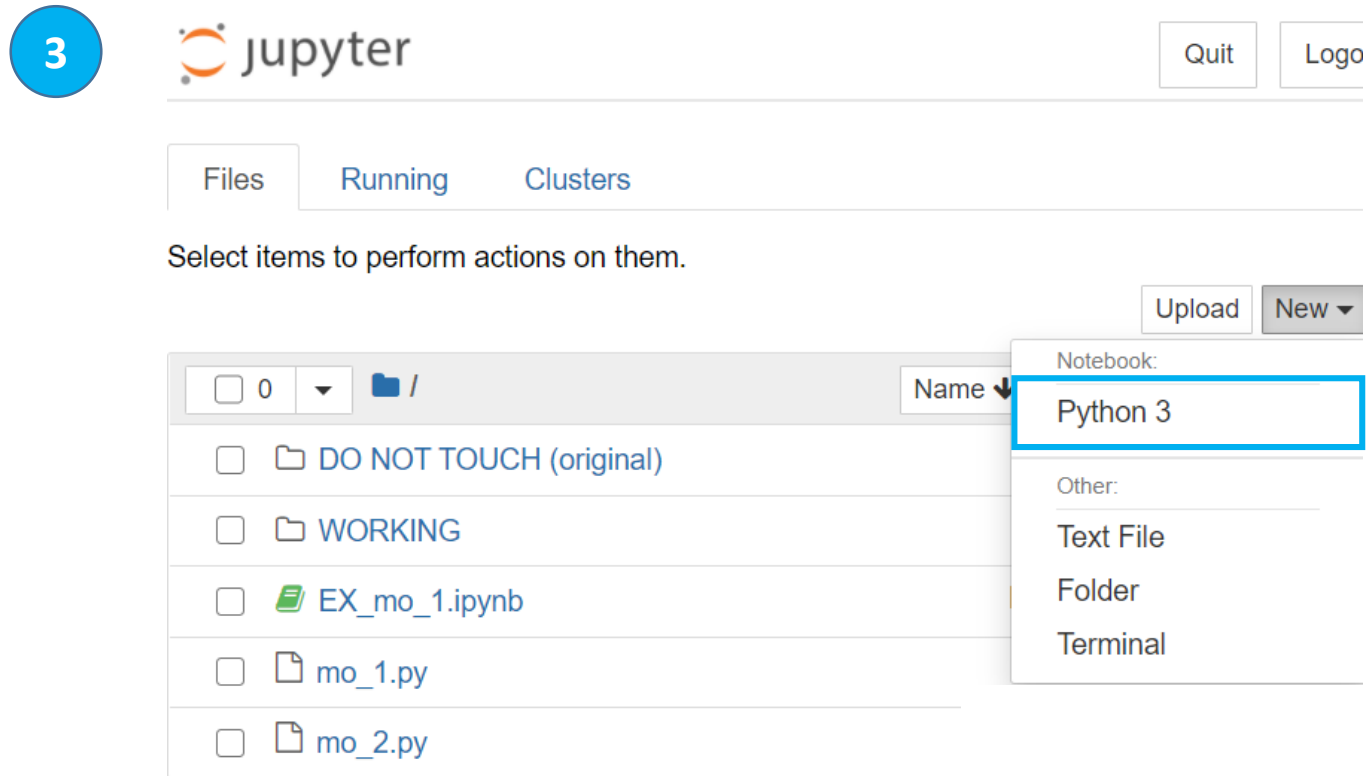 3
jupyter
Quit
Logo
Files
Running
Clusters
Select items to perform actions on them.
Upload
New
0
/
Name
Notebook:
Python 3
Other:
Text File
Folder
Terminal
DO NOT TOUCH (original)
WORKING
EX_mo_1.ipynb
mo_1.py
mo_2.py